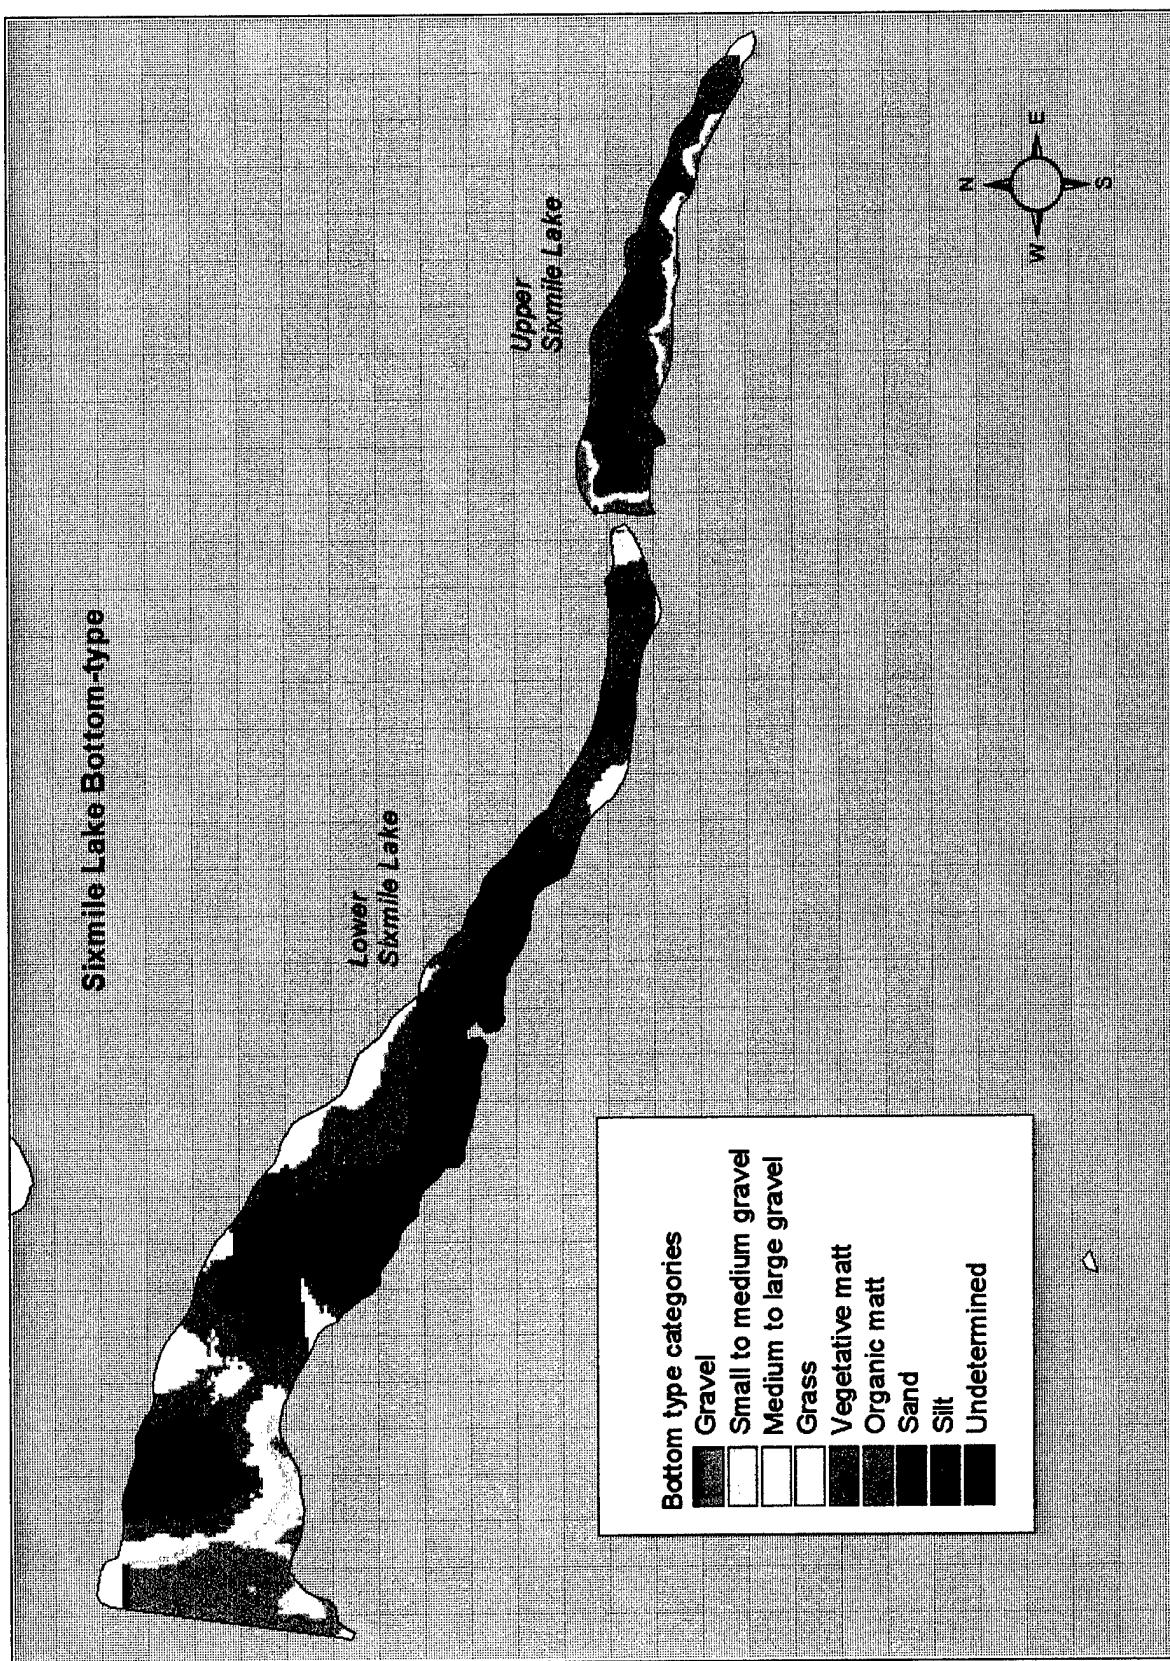 Sixmile Lake Bottom-type
Lower
Sixmile Lake
Upper
Sixmile Lake
Bottom type categories
Gravel
Small to medium gravel
Medium to large gravel
Grass
Vegetative matt
Organic matt
Sand
Silt
Undetermined
N
W
E
S